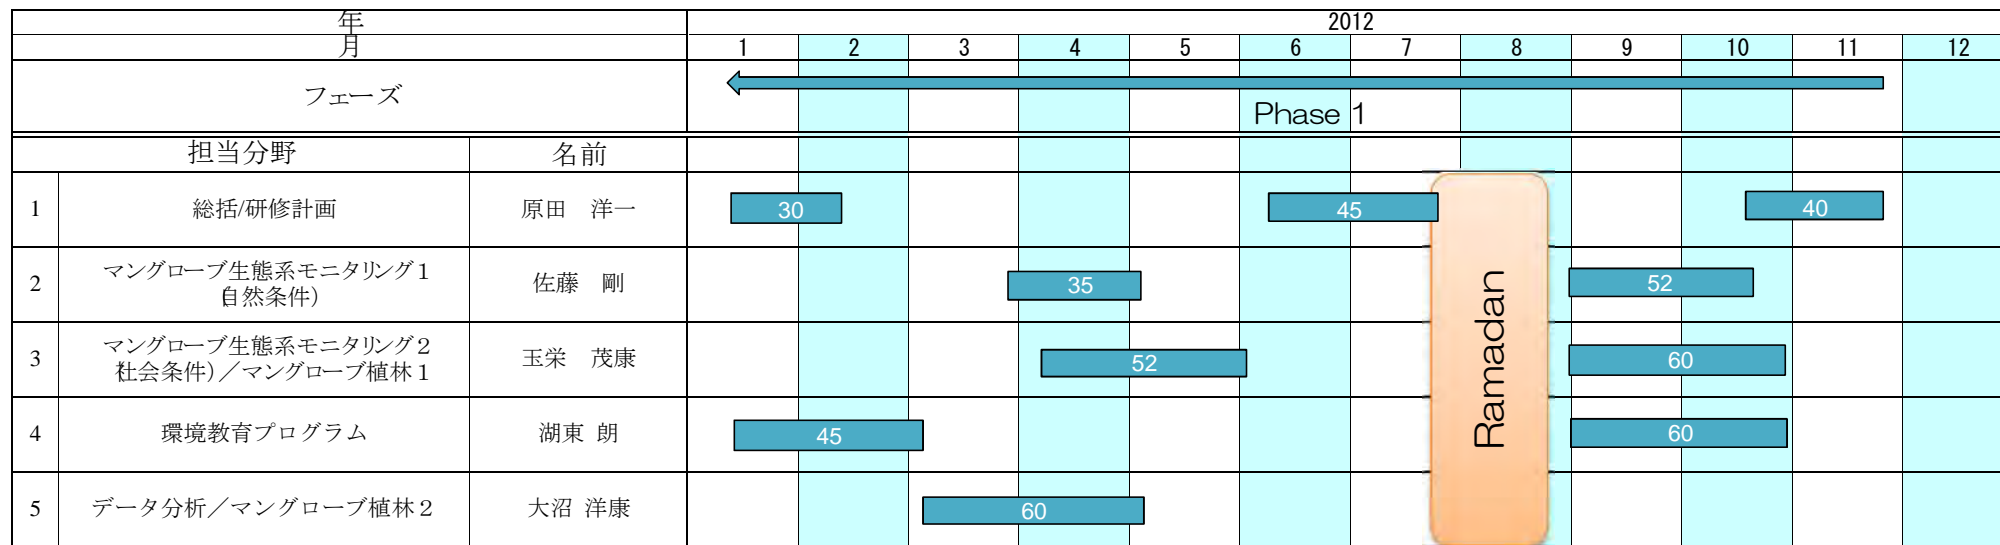 年 2012
月 1 2 3 4 5 6 7 8 9 10 11 12
フェーズ
Phase 1
担当分野 名前
1 総括/研修計画 原田 洋一 30 45 40
マングローブ生態系モニタリング1
2 佐藤 剛 35 52
自然条件)
マングローブ生態系モニタリング2
3 玉栄 茂康 52 60
社会条件)/マングローブ植林1
4 環境教育プログラム 湖東 朗 45 60
5 データ分析/マングローブ植林2 大沼 洋康 60
Ramadan